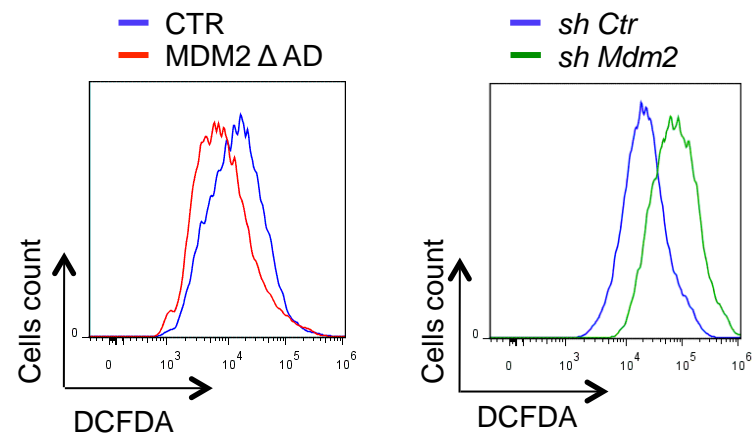 CTR
MDM2 Δ AD
Cells count
0
0 10³ 10⁴ 10⁵ 10⁶
DCFDA
sh Ctr
sh Mdm2
Cells count
0
0 10³ 10⁴ 10⁵ 10⁶
DCFDA